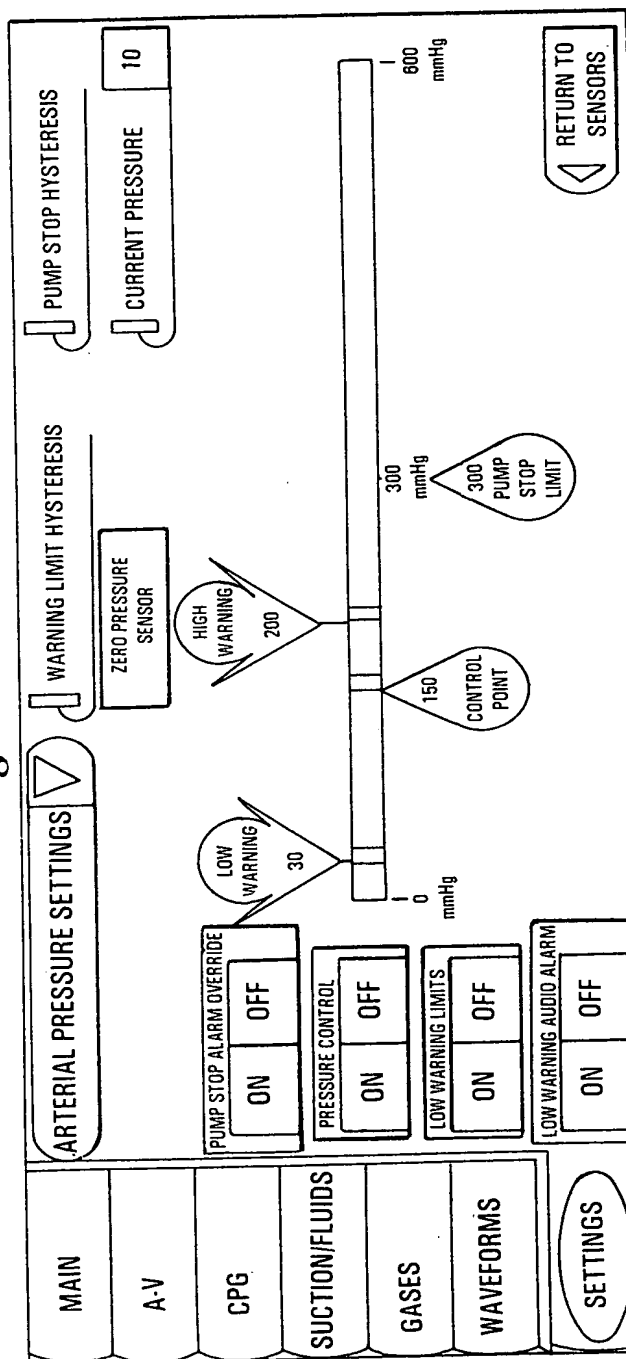 g
ARTERIAL PRESSURE SETTINGS
WARNING LIMIT HYSTERESIS
PUMP STOP HYSTERESIS
ZERO PRESSURE
SENSOR
CURRENT PRESSURE
10
MAIN
A-V
CPG
SUCTION/FLUIDS
GASES
WAVEFORMS
SETTINGS
PUMP STOP ALARM OVERRIDE
ON
OFF
PRESSURE CONTROL
ON
OFF
LOW WARNING LIMITS
ON
OFF
LOW WARNING AUDIO ALARM
ON
OFF
LOW
WARNING
30
HIGH
WARNING
200
0
mmHg
300
mmHg
600
mmHg
150
CONTROL
POINT
300
PUMP
STOP
LIMIT
RETURN TO
SENSORS